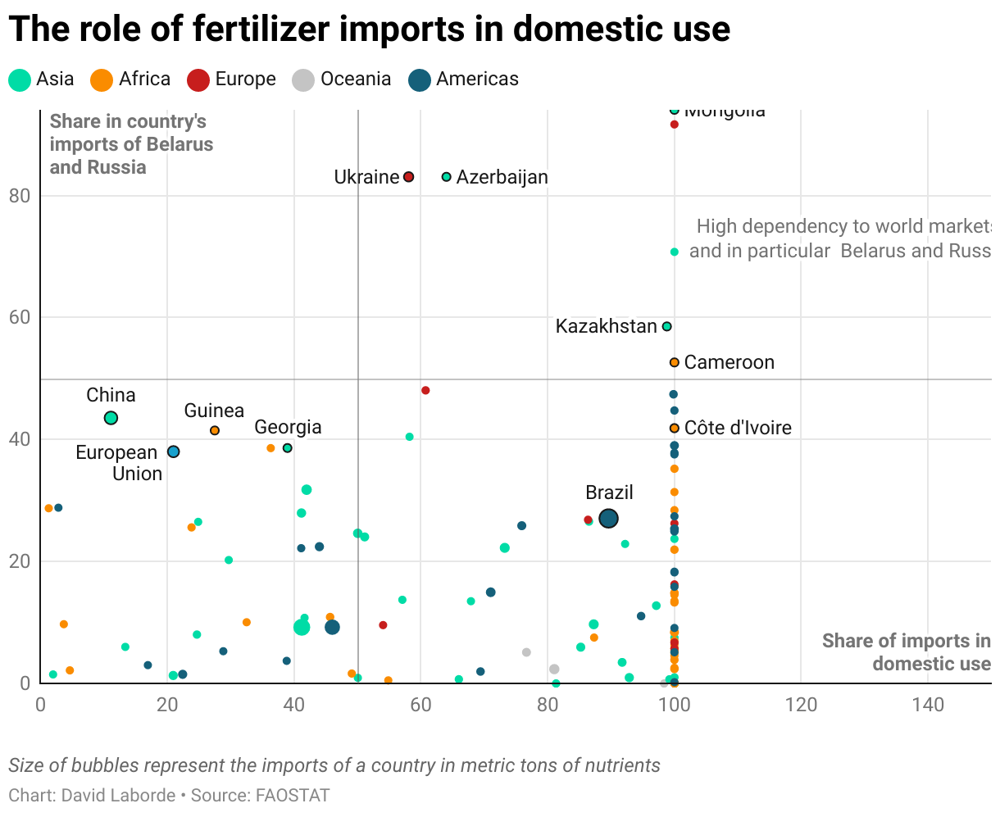 The role of fertilizer imports in domestic use
Asia Africa Europe Oceania Americas
Share in country's
imports of Belarus
and Russia
Mongolia
Ukraine Azerbaijan
80
High dependency to world markets
and in particular Belarus and Russ
60
Kazakhstan
Cameroon
China
Guinea
Georgia
Côte d'Ivoire
40
European
Union
Brazil
20
Share of imports in
domestic use
0
0 20 40 60 80 100 120 140
Size of bubbles represent the imports of a country in metric tons of nutrients
Chart: David Laborde • Source: FAOSTAT